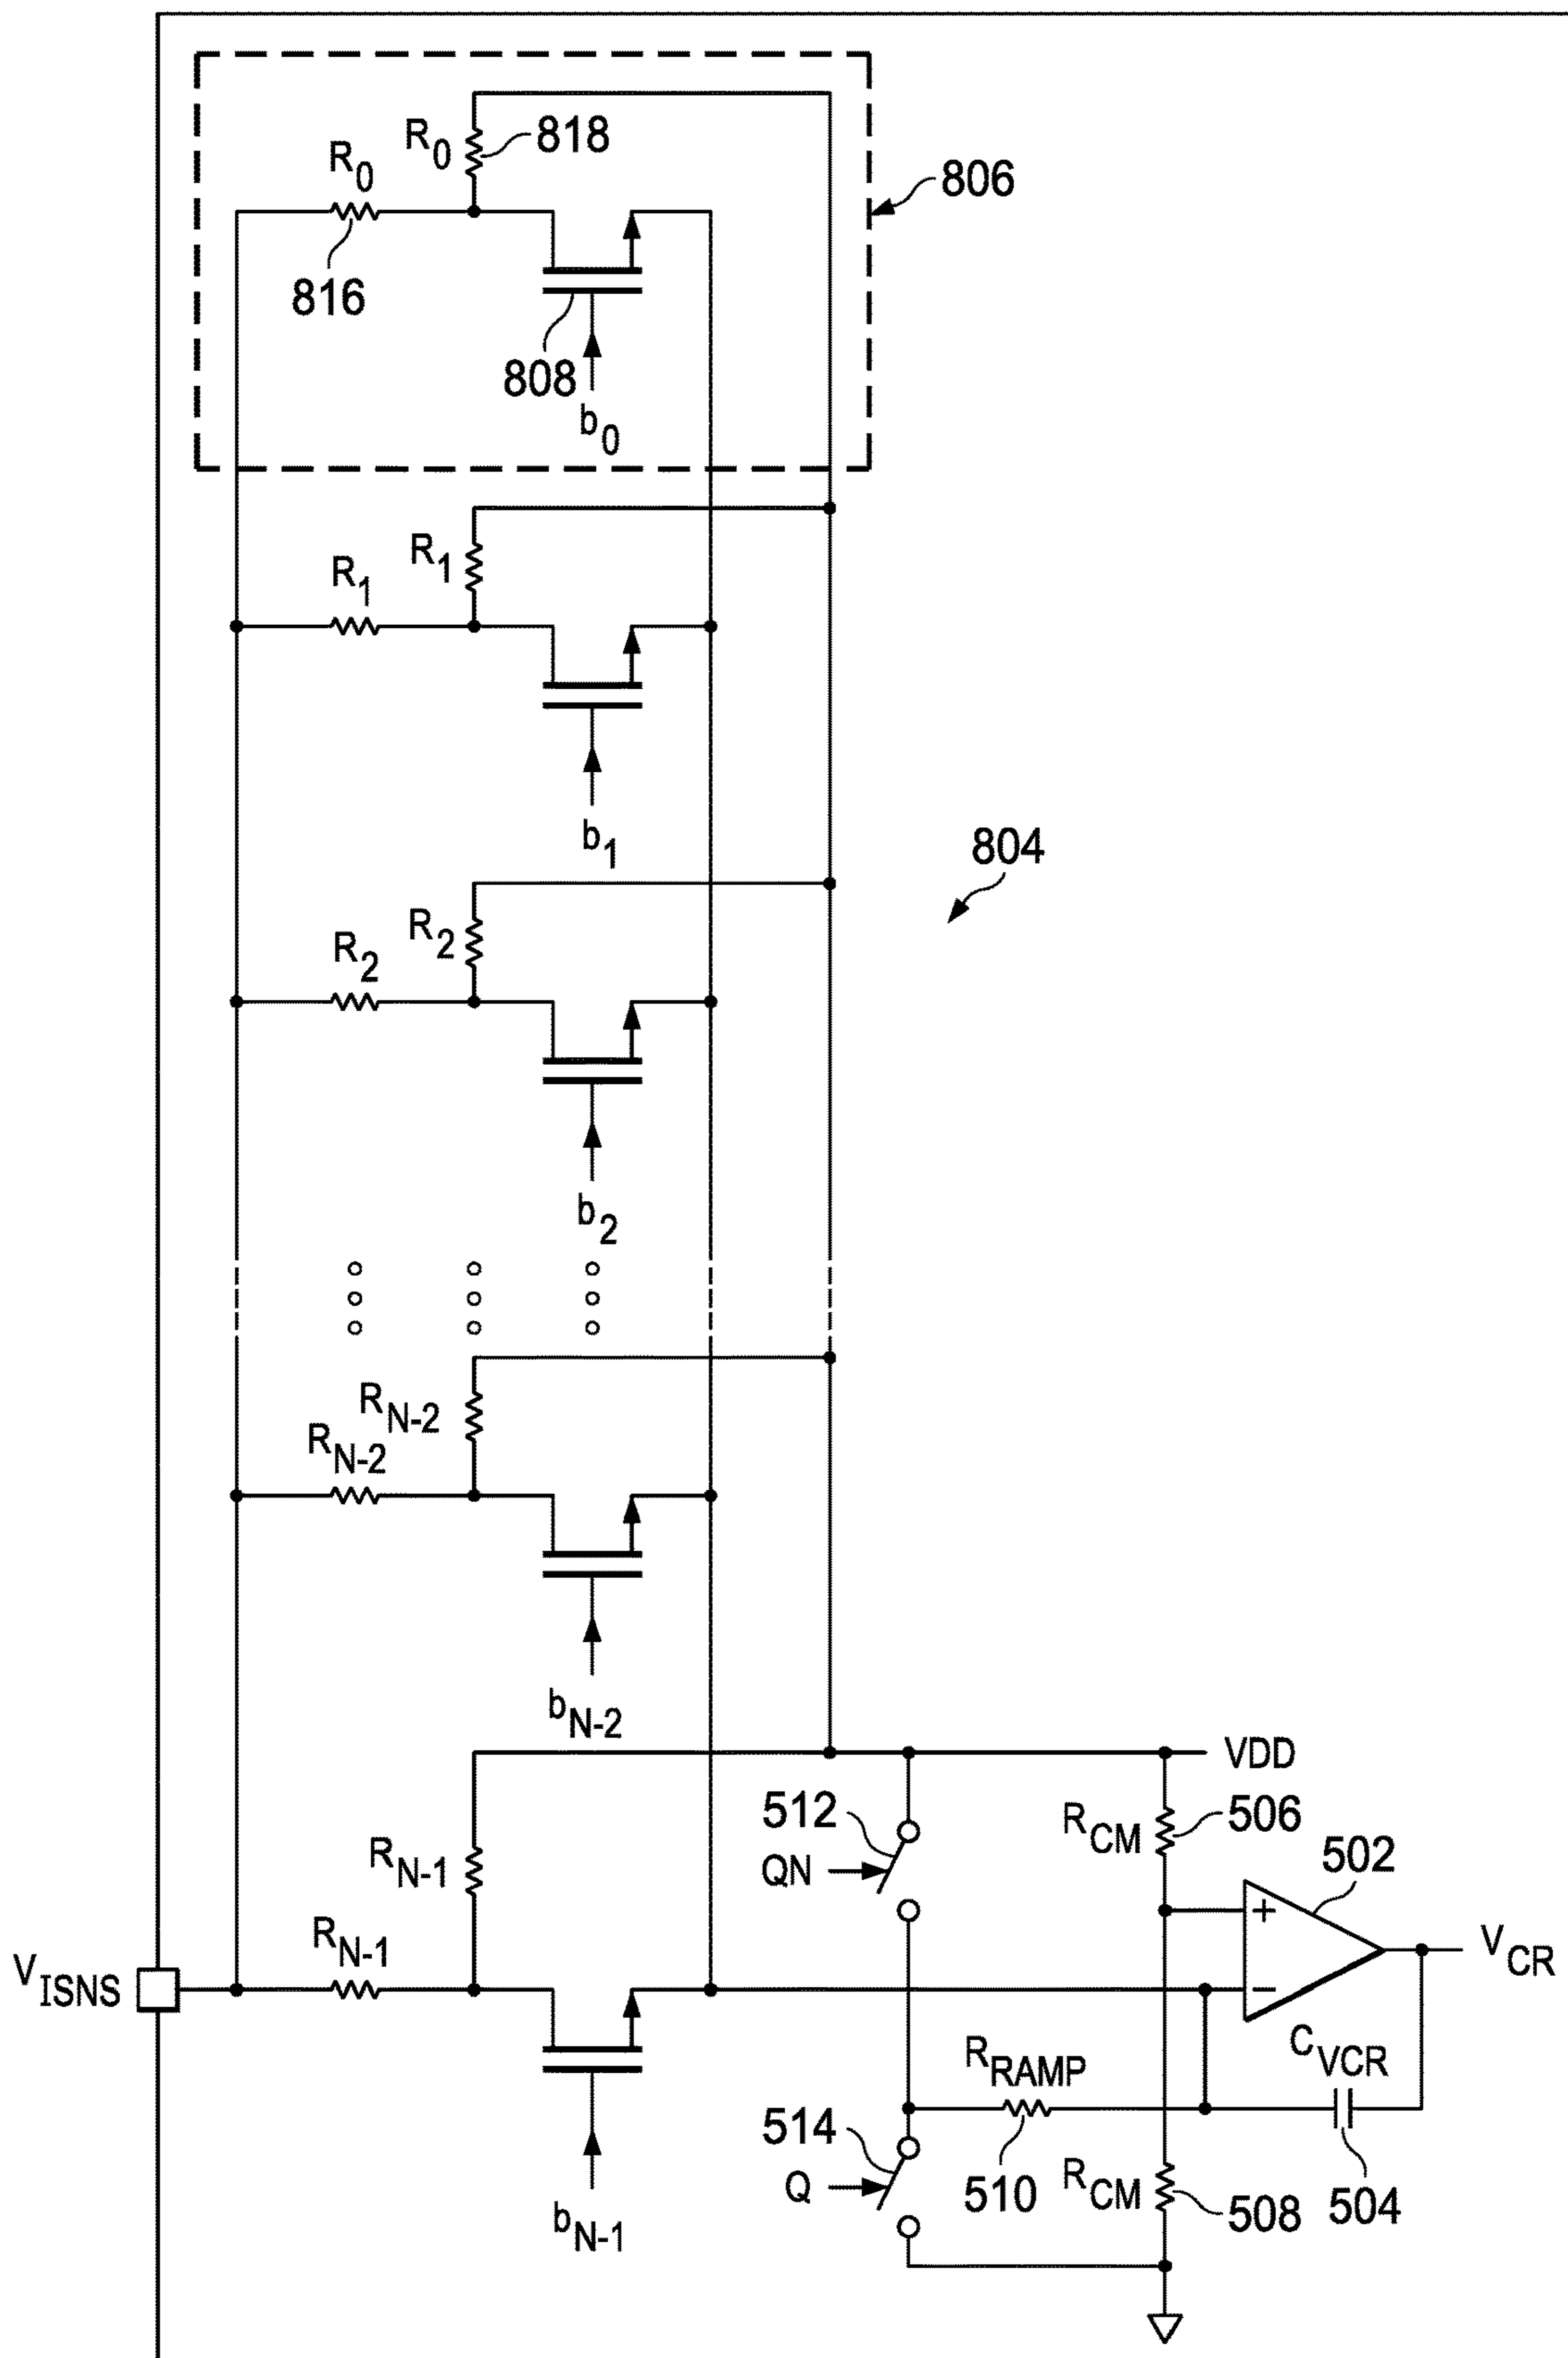 R0
818
R0
816
806
808
b0
R1
R1
b1
804
R2
R2
b2
RN-2
RN-2
bN-2
VDD
512
QN
RCM
506
502
RN-1
RN-1
VISNS
+
−
VCR
CVCR
RRAMP
514
Q
510
RCM
508
504
bN-1